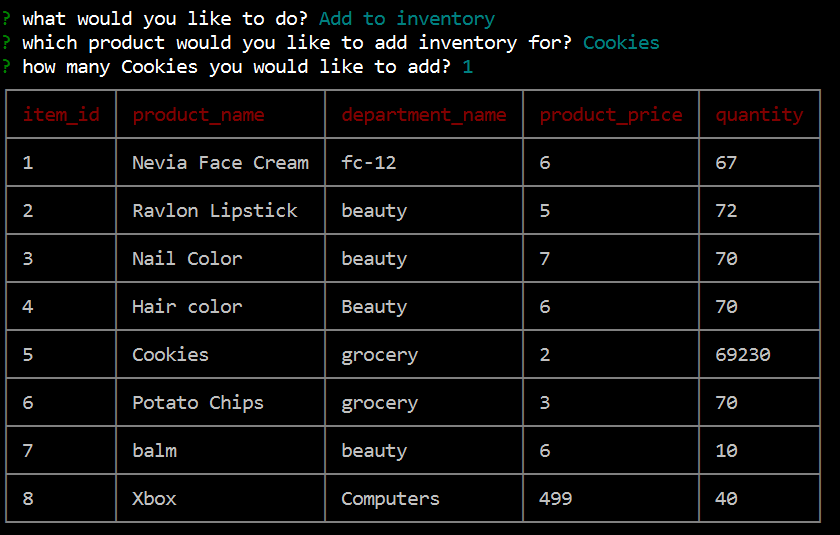 ? what would you like to do? Add to inventory
? which product would you like to add inventory for? Cookies
? how many Cookies you would like to add? 1
item_id product_name department_name product_price quantity
1 Nevia Face Cream fc-12 6 67
2 Ravlon Lipstick beauty 5 72
3 Nail Color beauty 7 70
4 Hair color Beauty 6 70
5 Cookies grocery 2 69230
6 Potato Chips grocery 3 70
7 balm beauty 6 10
8 Xbox Computers 499 40